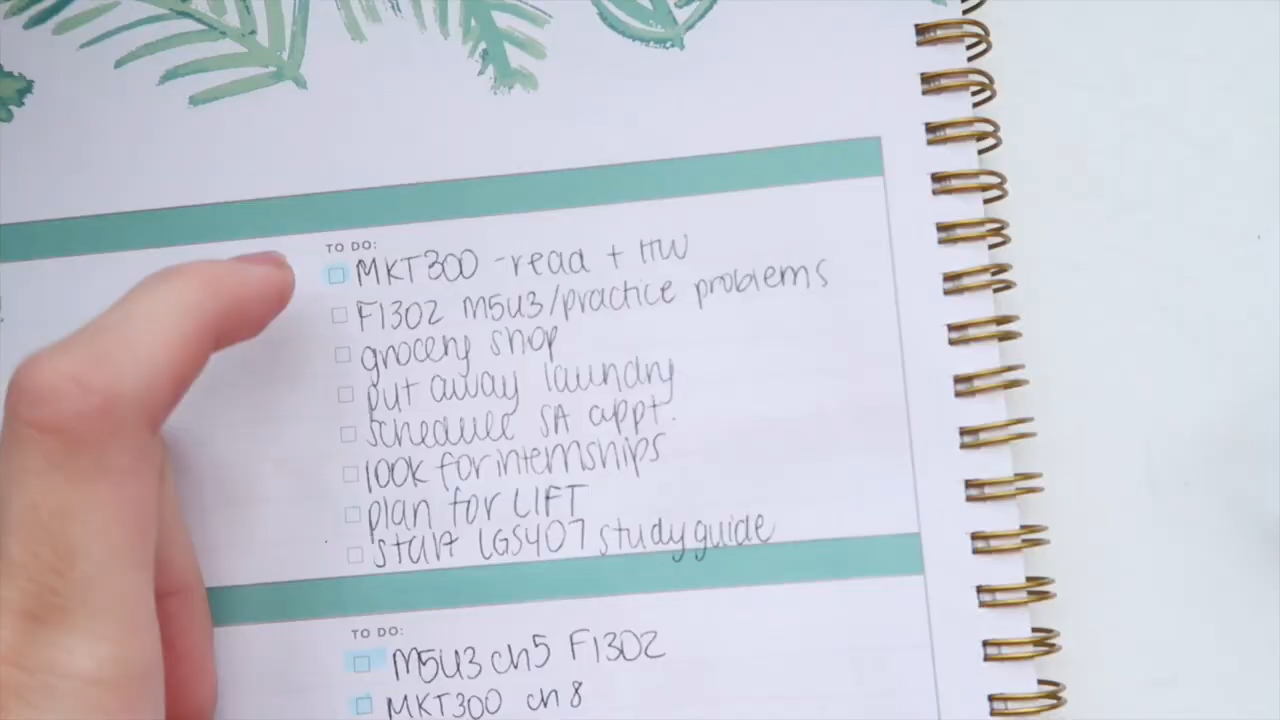 TO DO:
MKT300 - read + HW
FI302 M5U3/practice problems
grocery shop
put away laundry
schedule SA appt.
look for internships
plan for LIFT
start LGS407 study guide
TO DO:
M5U3 ch5 FI302
MKT300 ch 8